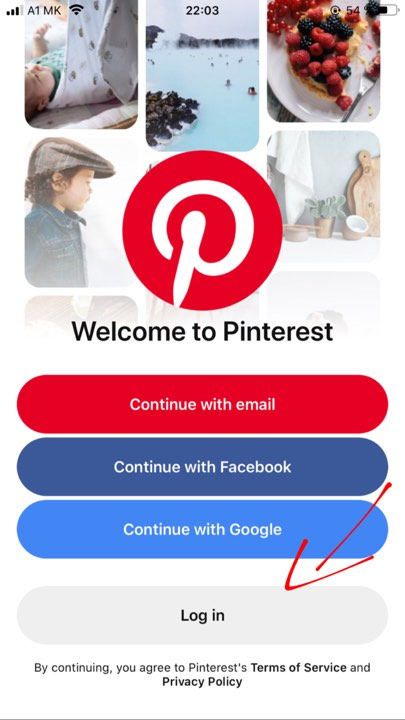 A1 MK 22:03 54
Welcome to Pinterest
Continue with email
Continue with Facebook
Continue with Google
Log in
By continuing, you agree to Pinterest's Terms of Service and
Privacy Policy